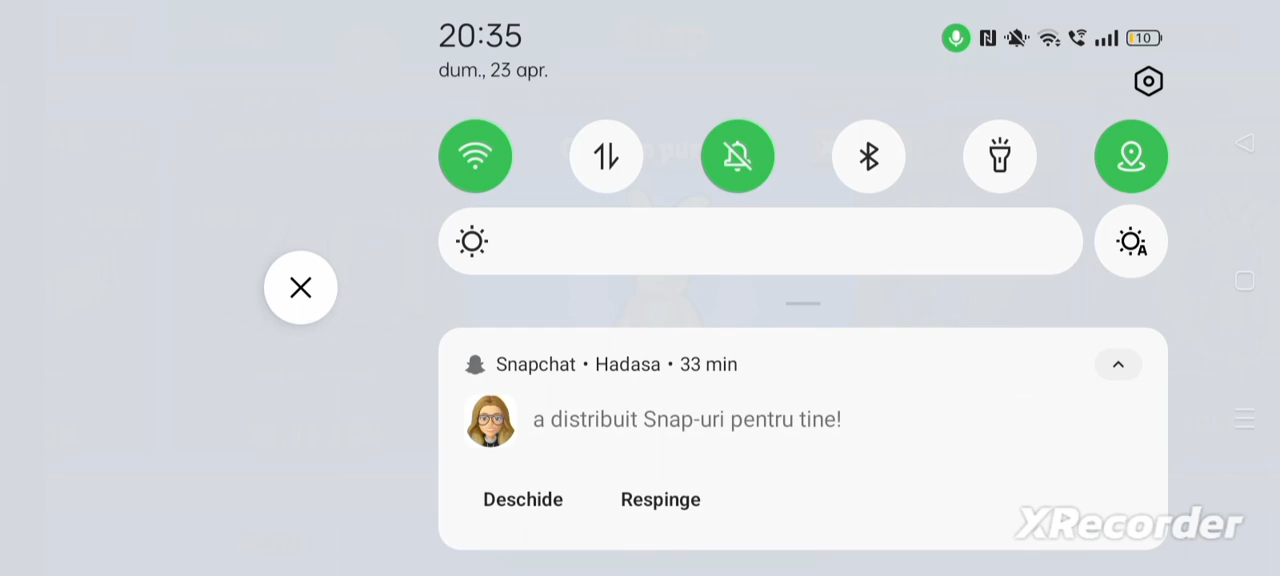 20:35
dum., 23 apr.
10
A
Snapchat • Hadasa • 33 min
a distribuit Snap-uri pentru tine!
Deschide
Respinge
XRecorder